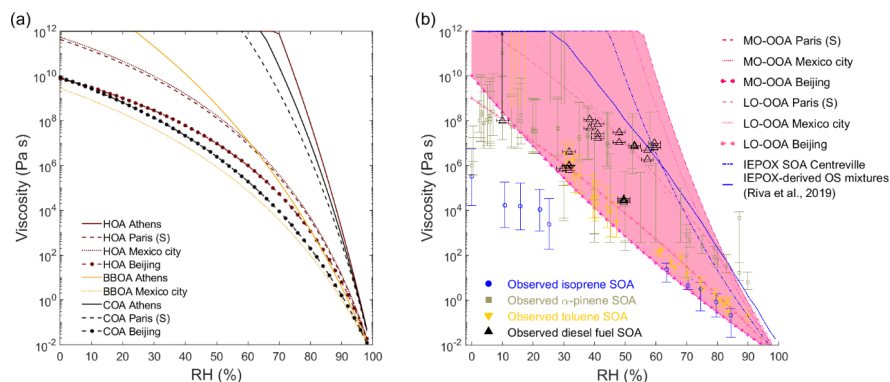 (a)
10^12
10^10
10^8
10^6
10^4
10^2
10^0
10^-2
Viscosity (Pa s)
HOA Athens
HOA Paris (S)
HOA Mexico city
HOA Beijing
BBOA Athens
BBOA Mexico city
COA Athens
COA Paris (S)
COA Beijing
0 10 20 30 40 50 60 70 80 90 100
RH (%)
(b)
10^12
10^10
10^8
10^6
10^4
10^2
10^0
10^-2
Viscosity (Pa s)
Observed isoprene SOA
Observed α-pinene SOA
Observed toluene SOA
Observed diesel fuel SOA
0 10 20 30 40 50 60 70 80 90 100
RH (%)
MO-OOA Paris (S)
MO-OOA Mexico city
MO-OOA Beijing
LO-OOA Paris (S)
LO-OOA Mexico city
LO-OOA Beijing
IEPOX SOA Centreville
IEPOX-derived OS mixtures
(Riva et al., 2019)